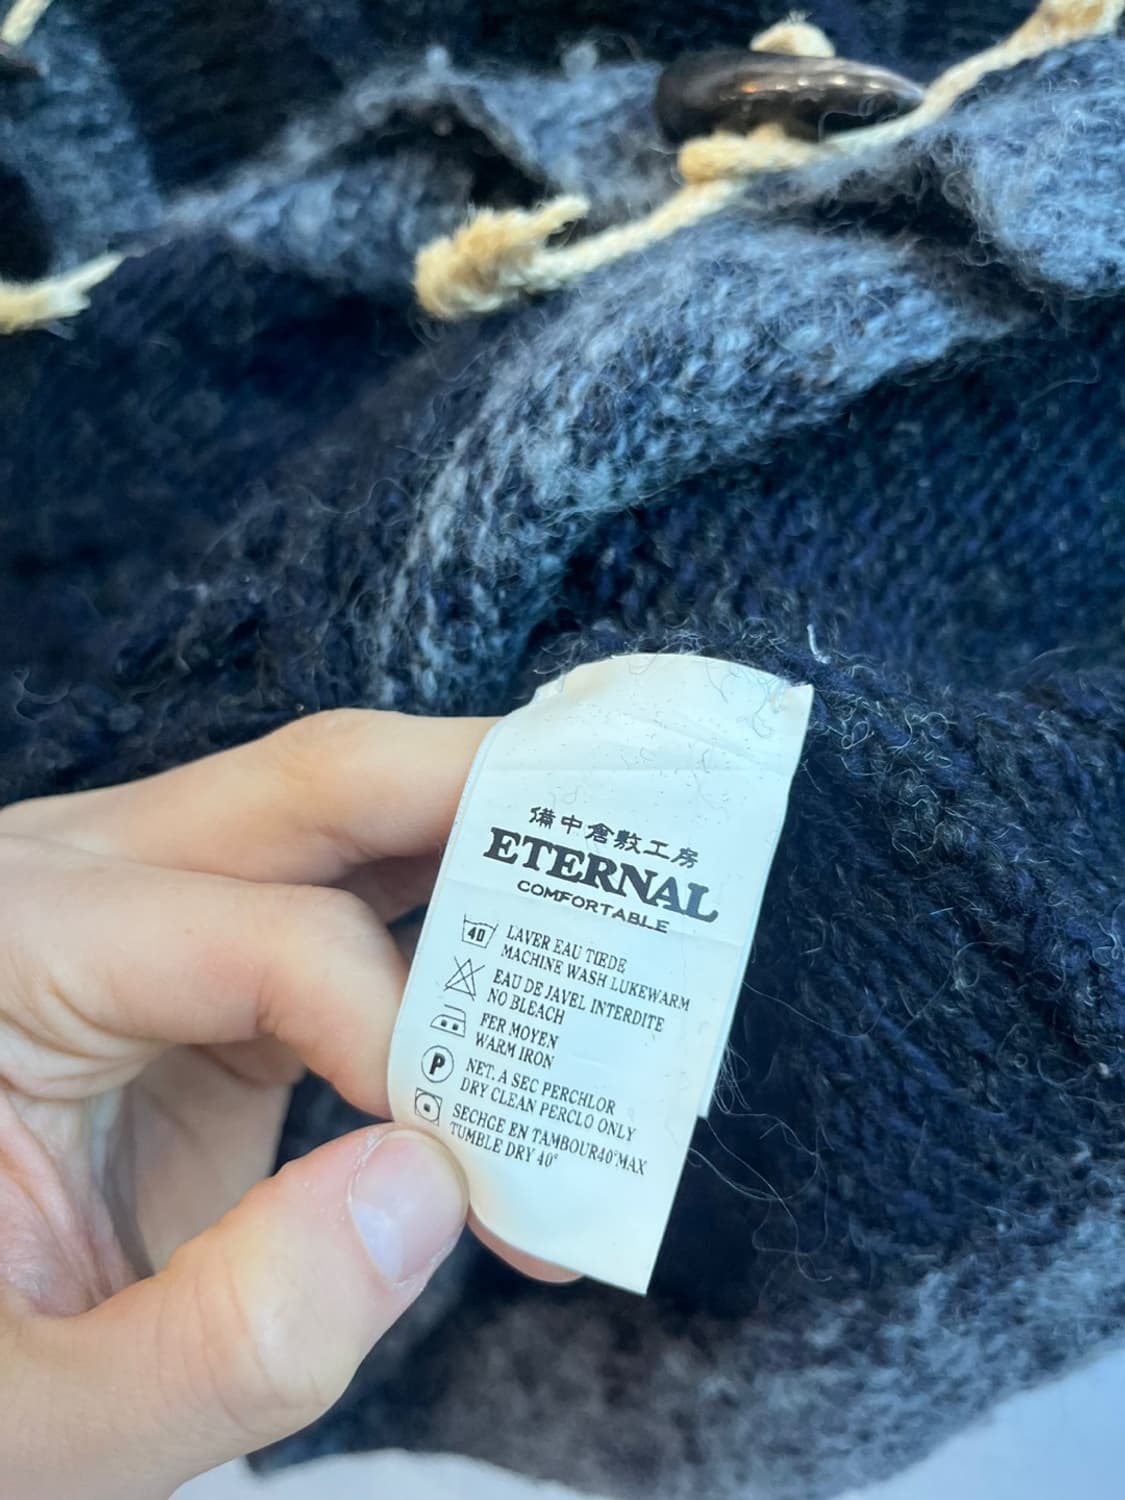 備中倉敷工房
ETERNAL
COMFORTABLE
40 LAVER EAU TIEDE
MACHINE WASH LUKEWARM
EAU DE JAVEL INTERDITE
NO BLEACH
FER MOYEN
WARM IRON
P NET. A SEC PERCHLOR
DRY CLEAN PERCLO ONLY
SECHGE EN TAMBOUR40°MAX
TUMBLE DRY 40°